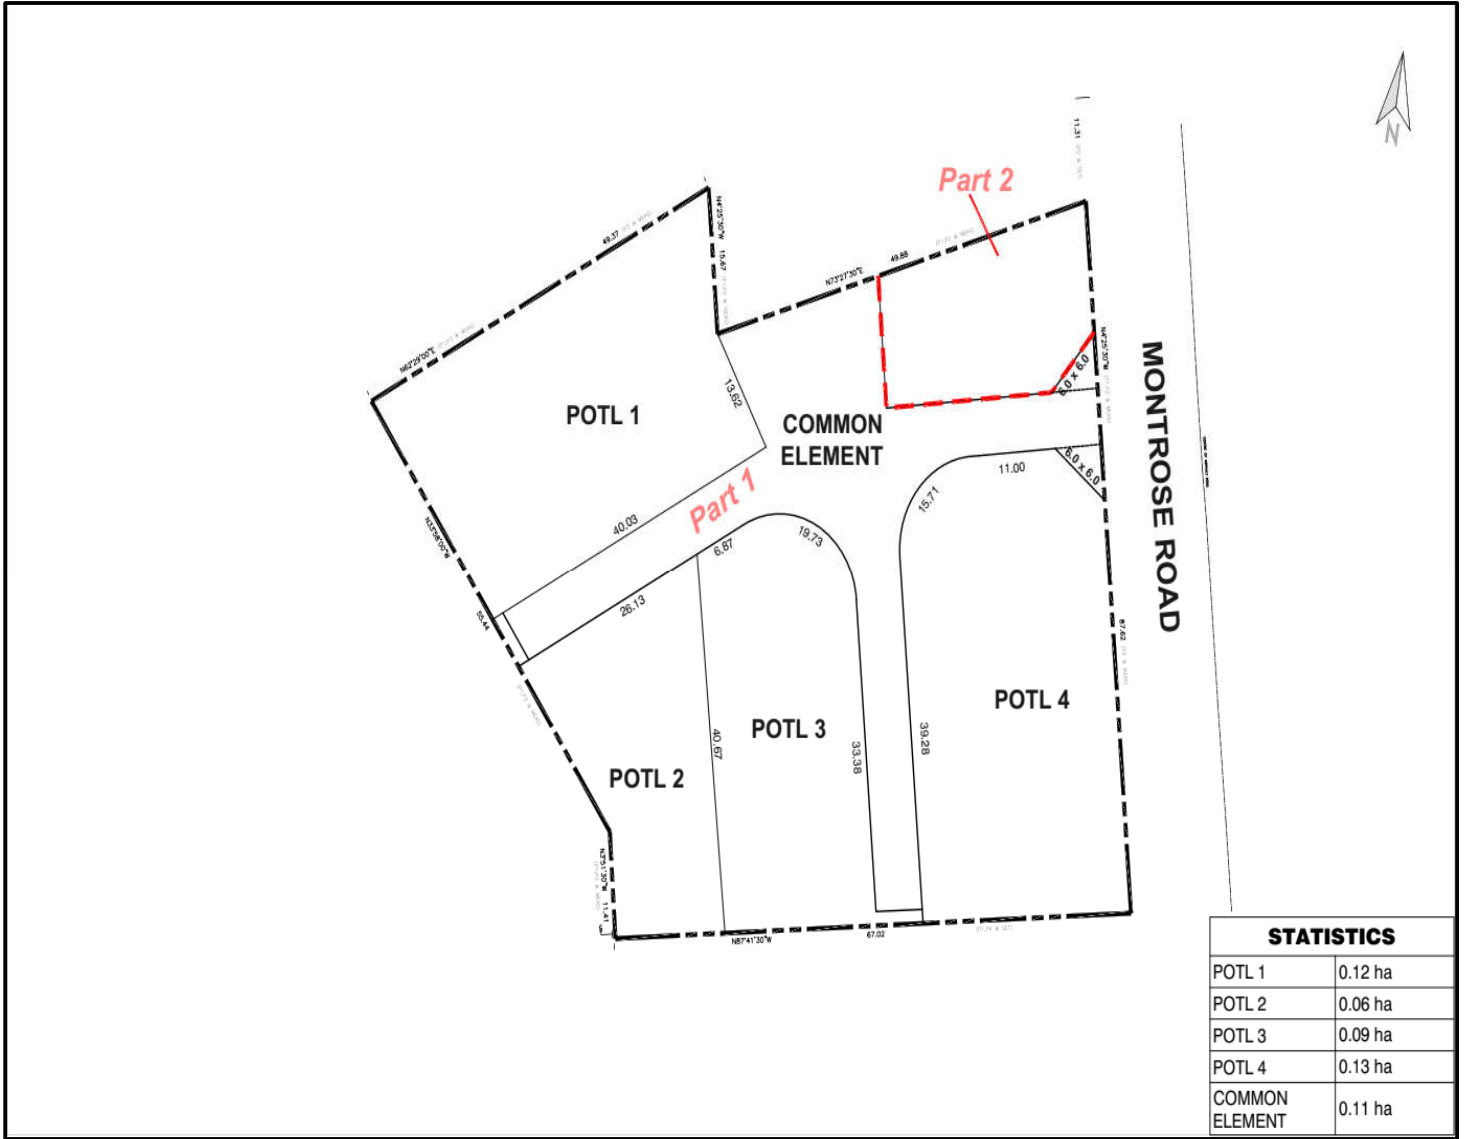 N
11.31
Part 2
49.37
N4°25'30"W 15.67
49.88
N73°27'30"E
N62°29'00"E
N4°25'30"W
6.0 x 6.0
MONTROSE ROAD
13.62
POTL 1
COMMON
ELEMENT
6.0 x 6.0
11.00
15.71
Part 1
40.03
6.87
19.73
N33°58'00"W
55.44
26.13
87.62
POTL 4
POTL 3
40.67
33.38
39.28
POTL 2
N3°51'30"W 11.41
N87°41'30"W
67.02
STATISTICS
POTL 1 0.12 ha
POTL 2 0.06 ha
POTL 3 0.09 ha
POTL 4 0.13 ha
COMMON
ELEMENT 0.11 ha